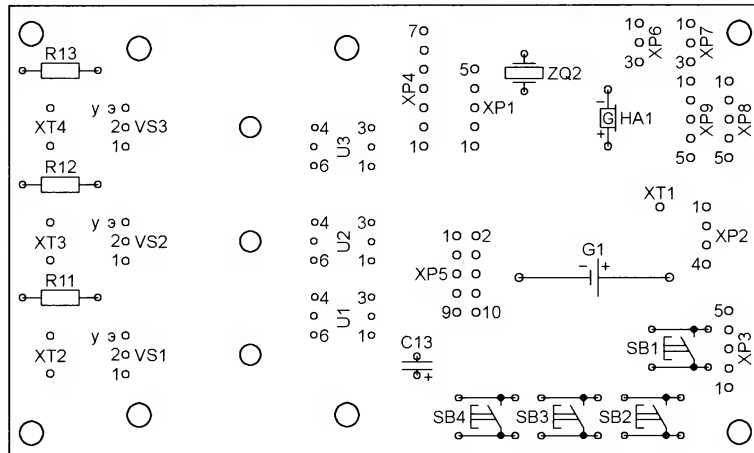 R13
7
1
1
XP6
XP7
3
3
XP4
5
ZQ2
1
1
XP1
G
HA1
XP9
XP8
- +
XT4
у э
2
1
VS3
4
3
6
1
U3
1
1
5
5
R12
XT1
XT3
у э
2
1
VS2
4
3
6
1
U2
1
2
XP5
9
10
G1
- +
1
XP2
4
R11
XT2
у э
2
1
VS1
4
3
6
1
U1
C13
+
SB1
5
XP3
1
SB4
SB3
SB2